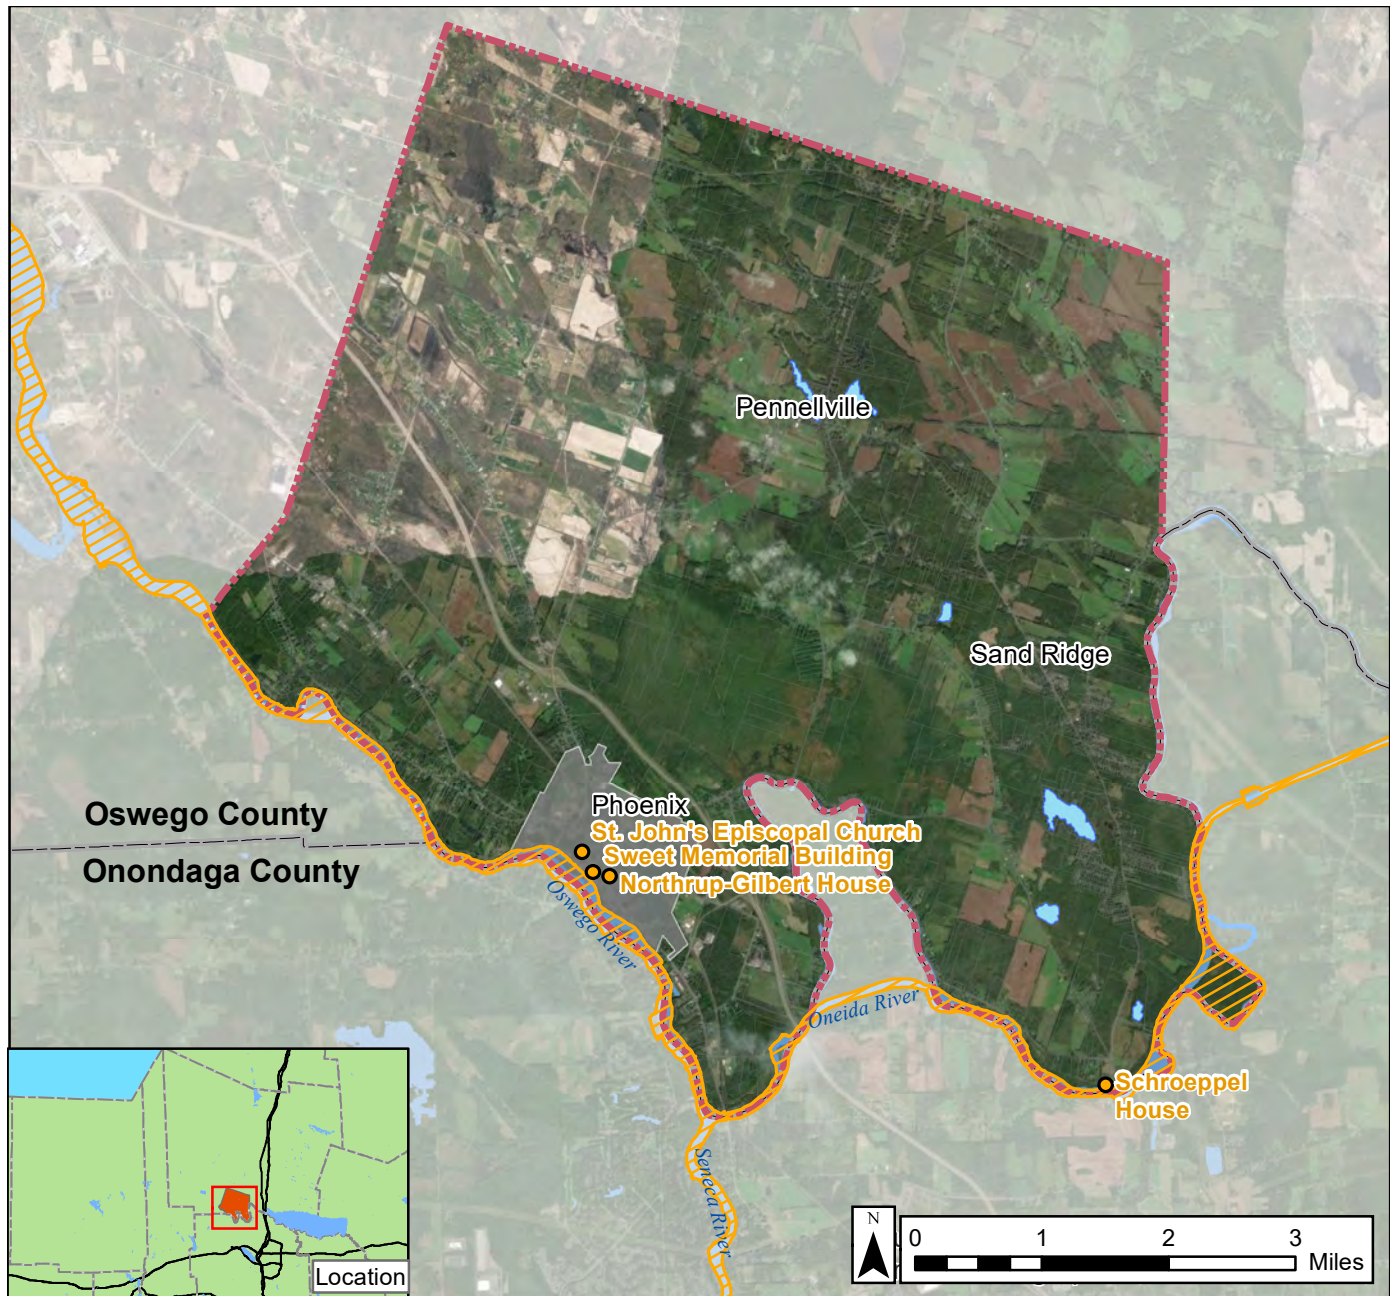 Pennellville
Sand Ridge
Oswego County
Onondaga County
Phoenix
St. John's Episcopal Church
Sweet Memorial Building
Northrup-Gilbert House
Oswego River
Oneida River
Schroeppel
House
Seneca River
Location
N
0 1 2 3
Miles